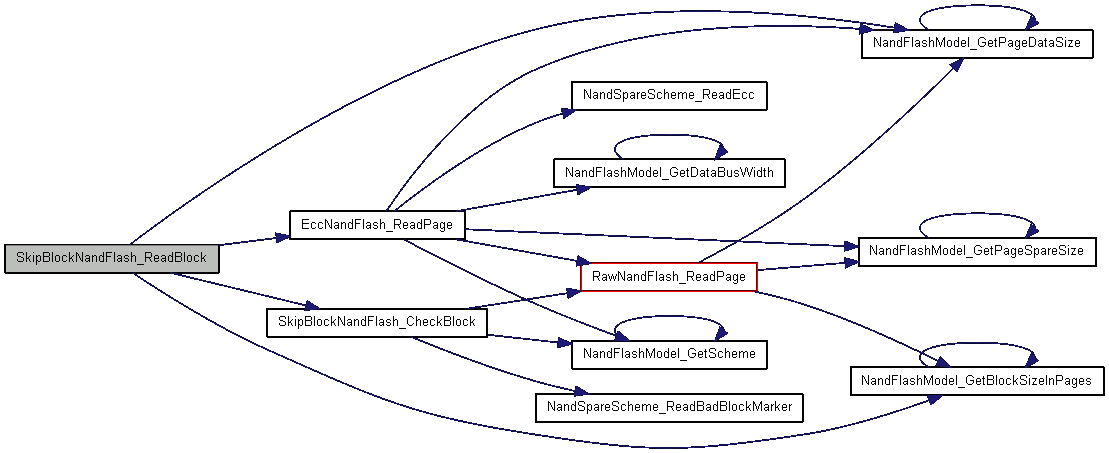 NandFlashModel_GetPageDataSize
NandSpareScheme_ReadEcc
NandFlashModel_GetDataBusWidth
EccNandFlash_ReadPage
NandFlashModel_GetPageSpareSize
SkipBlockNandFlash_ReadBlock
RawNandFlash_ReadPage
SkipBlockNandFlash_CheckBlock
NandFlashModel_GetScheme
NandFlashModel_GetBlockSizeInPages
NandSpareScheme_ReadBadBlockMarker